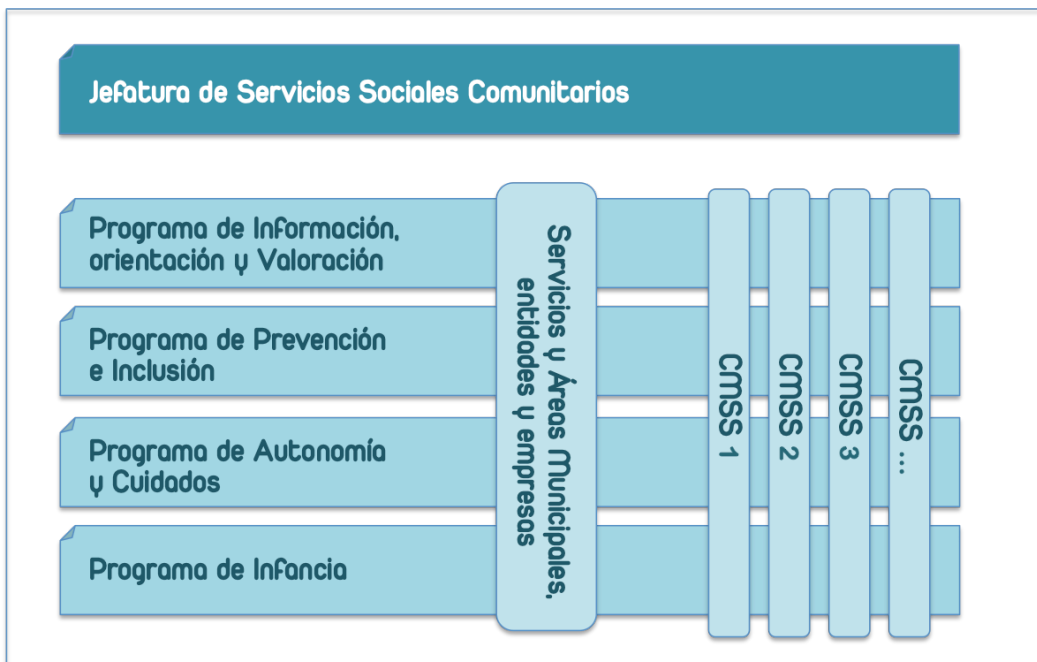 Jefatura de Servicios Sociales Comunitarios
Programa de Información,
orientación y Valoración
Programa de Prevención
e Inclusión
Programa de Autonomía
y Cuidados
Programa de Infancia
Servicios y Áreas Municipales,
entidades y empresas
CMSS 1
CMSS 2
CMSS 3
CMSS ...